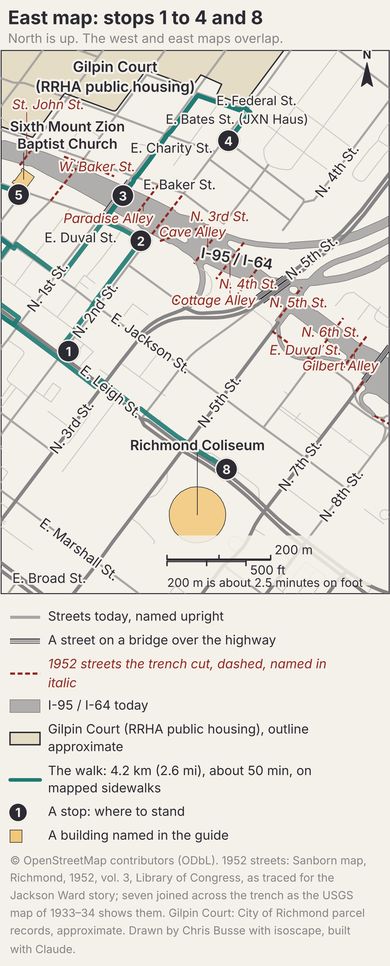 East map: stops 1 to 4 and 8
North is up. The west and east maps overlap.
N
Gilpin Court
(RRHA public housing)
St. John St.
E. Federal St.
E. Bates St. (JXN Haus)
Sixth Mount Zion
Baptist Church
4
E. Charity St.
W. Baker St.
N. 4th St.
5
3
E. Baker St.
Paradise Alley
N. 3rd St.
Cave Alley
E. Duval St.
2
I-95 / I-64
N. 5th St.
N. 1st St.
N. 4th St.
Cottage Alley
N. 5th St.
N. 2nd St.
E. Jackson St.
N. 6th St.
E. Duval St.
Gilbert Alley
1
E. Leigh St.
N. 5th St.
N. 3rd St.
Richmond Coliseum
8
N. 7th St.
N. 8th St.
E. Marshall St.
200 m
500 ft
200 m is about 2.5 minutes on foot
E. Broad St.
Streets today, named upright
A street on a bridge over the highway
1952 streets the trench cut, dashed, named in
italic
I-95 / I-64 today
Gilpin Court (RRHA public housing), outline
approximate
The walk: 4.2 km (2.6 mi), about 50 min, on
mapped sidewalks
1
A stop: where to stand
A building named in the guide
© OpenStreetMap contributors (ODbL). 1952 streets: Sanborn map,
Richmond, 1952, vol. 3, Library of Congress, as traced for the
Jackson Ward story; seven joined across the trench as the USGS
map of 1933–34 shows them. Gilpin Court: City of Richmond parcel
records, approximate. Drawn by Chris Busse with isoscape, built
with Claude.